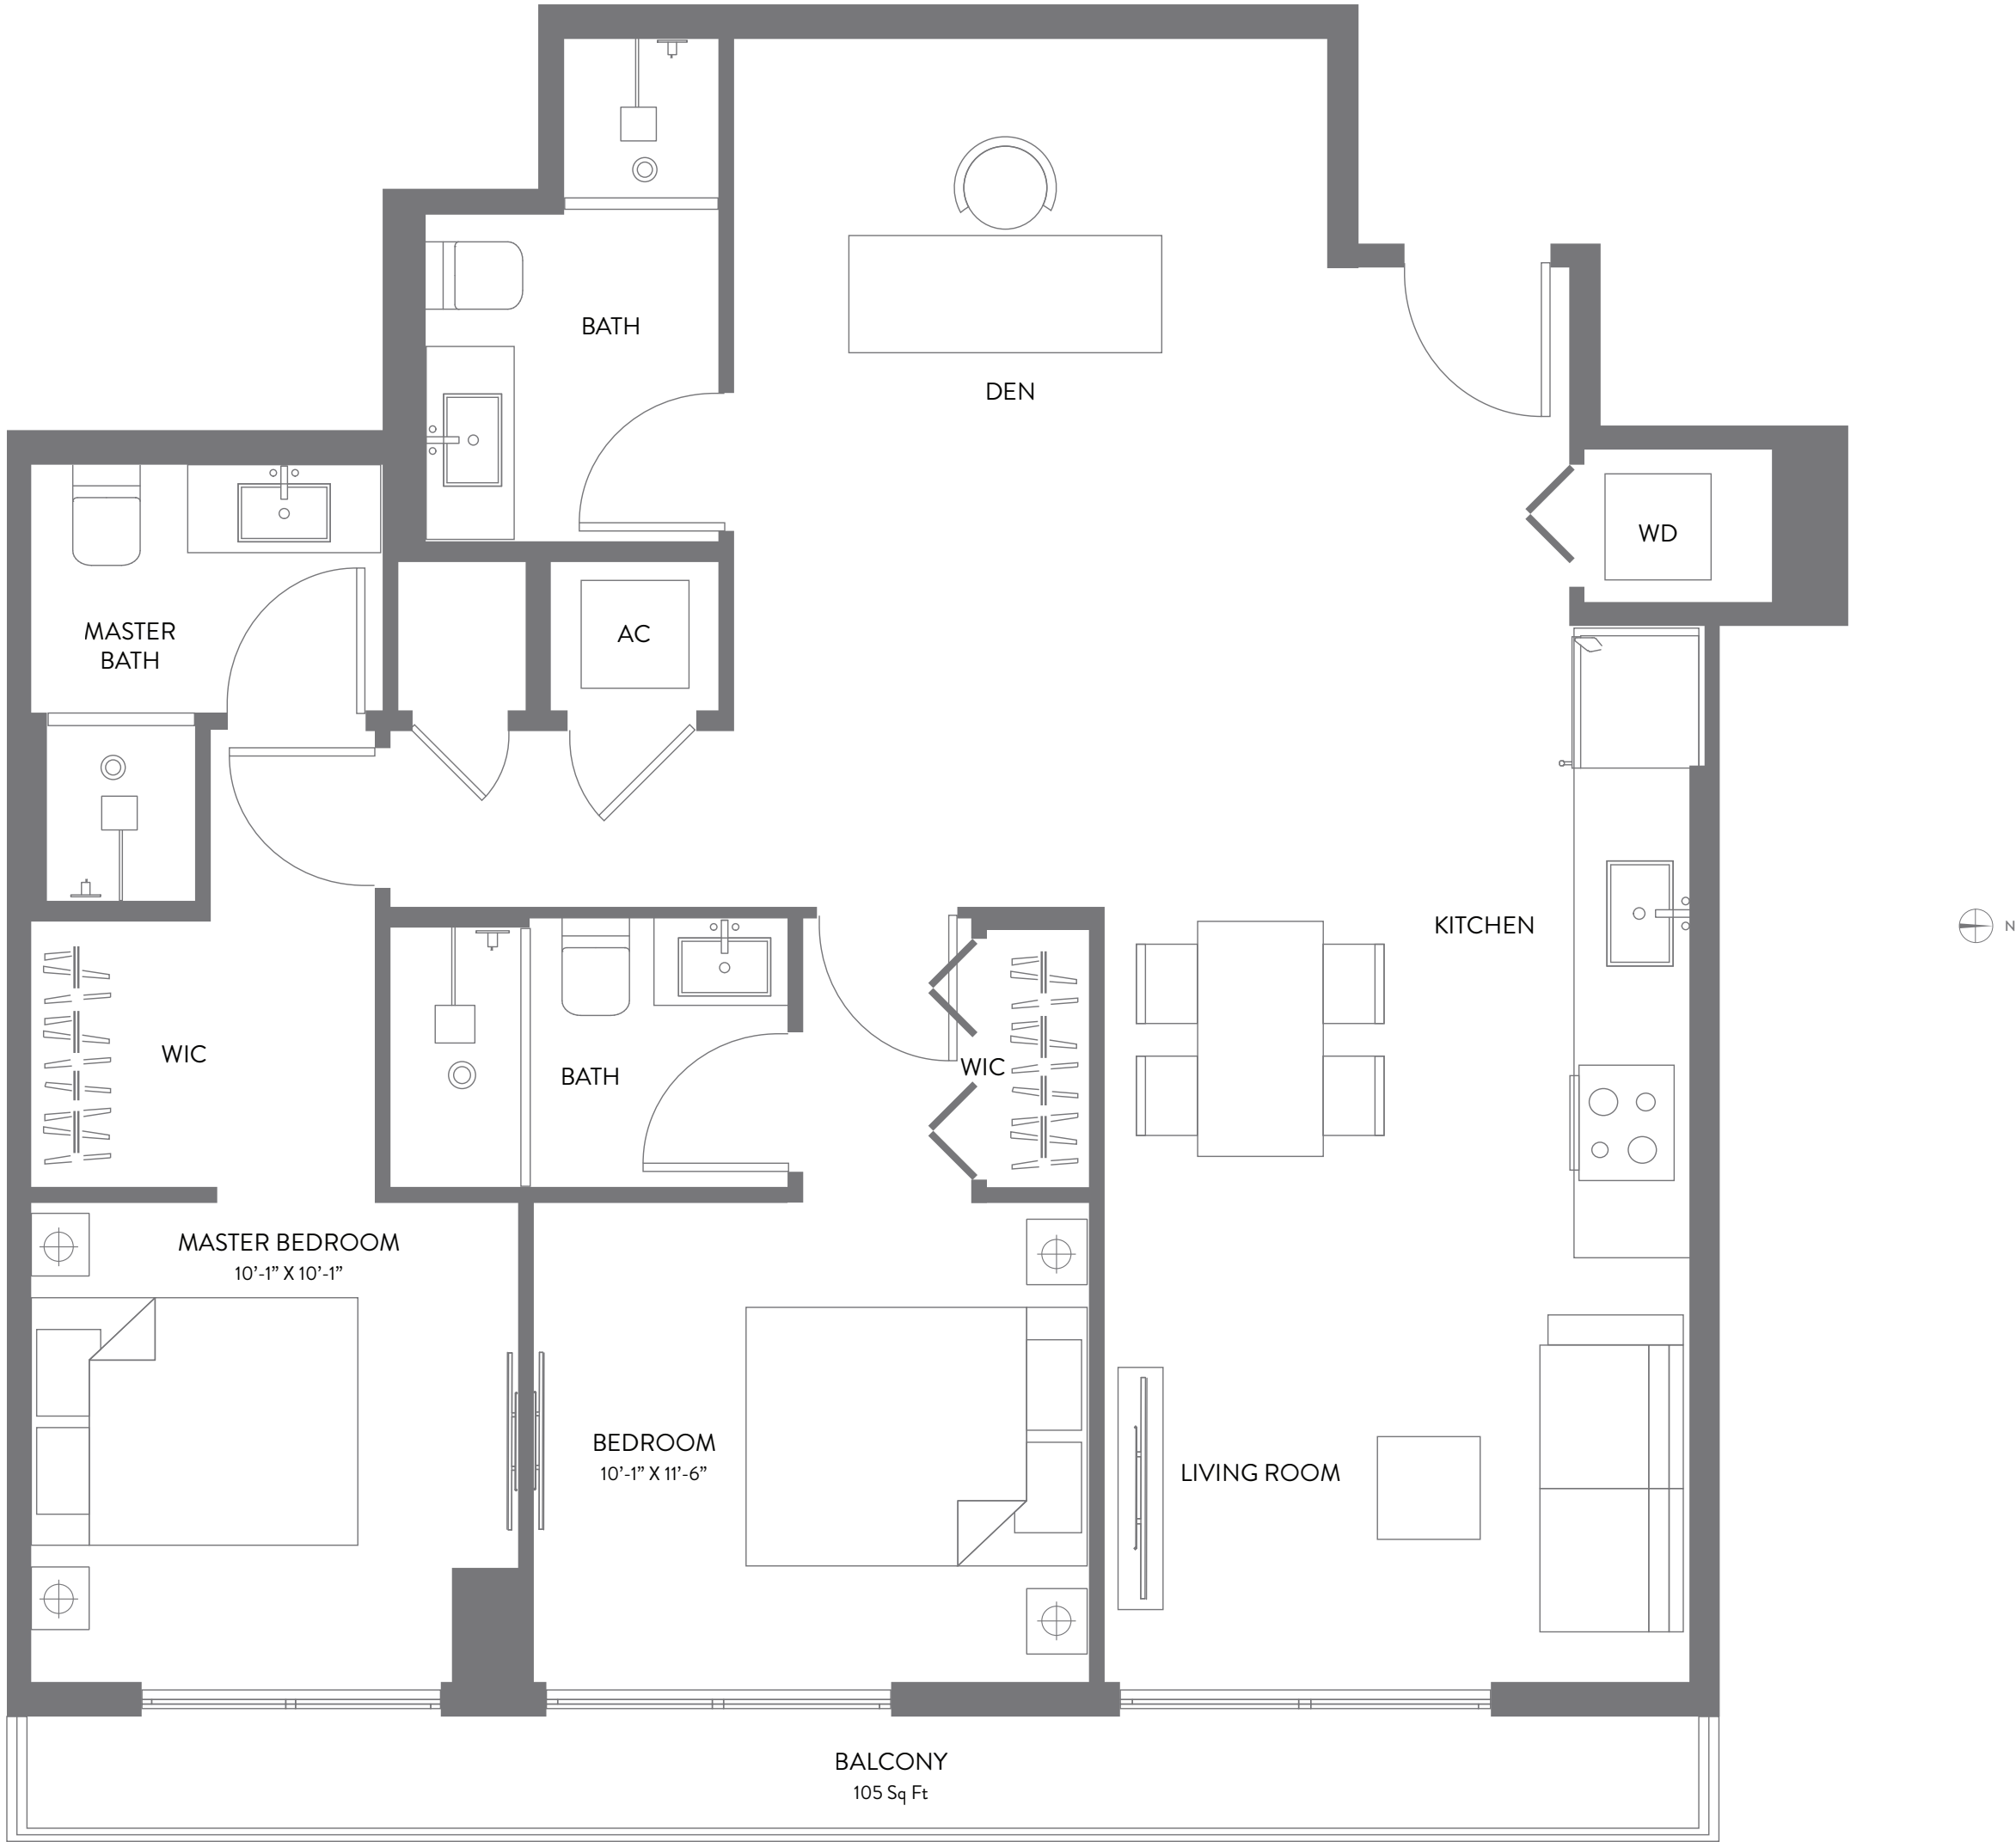 BATH
DEN
WD
MASTER
BATH
AC
KITCHEN
N
WIC
WIC
BATH
MASTER BEDROOM
10’-1” X 10’-1”
BEDROOM
10’-1” X 11’-6”
LIVING ROOM
BALCONY
105 Sq Ft